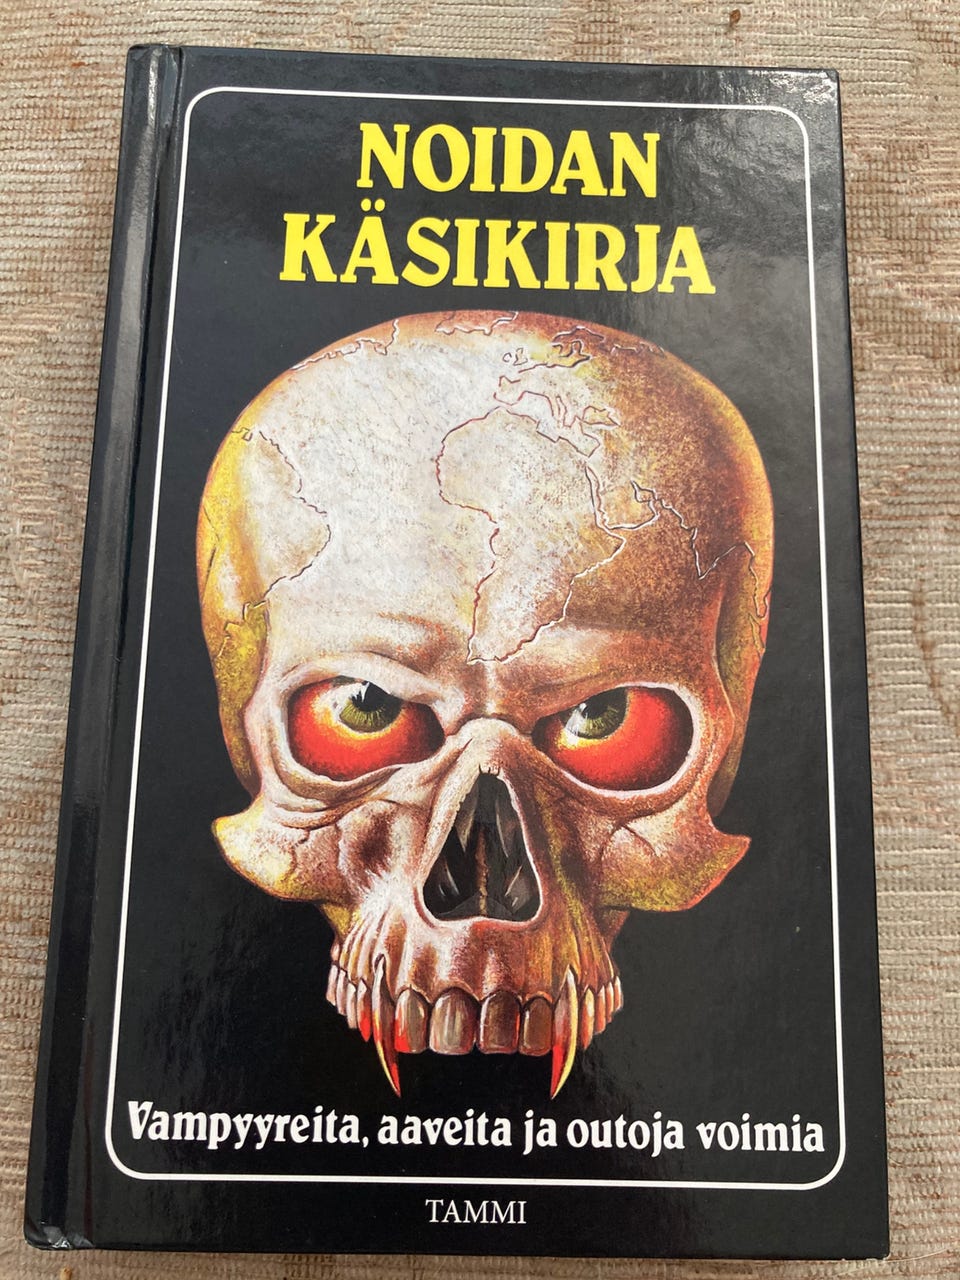 NOIDAN
KÄSIKIRJA
Vampyyreita, aaveita ja outoja voimia
TAMMI